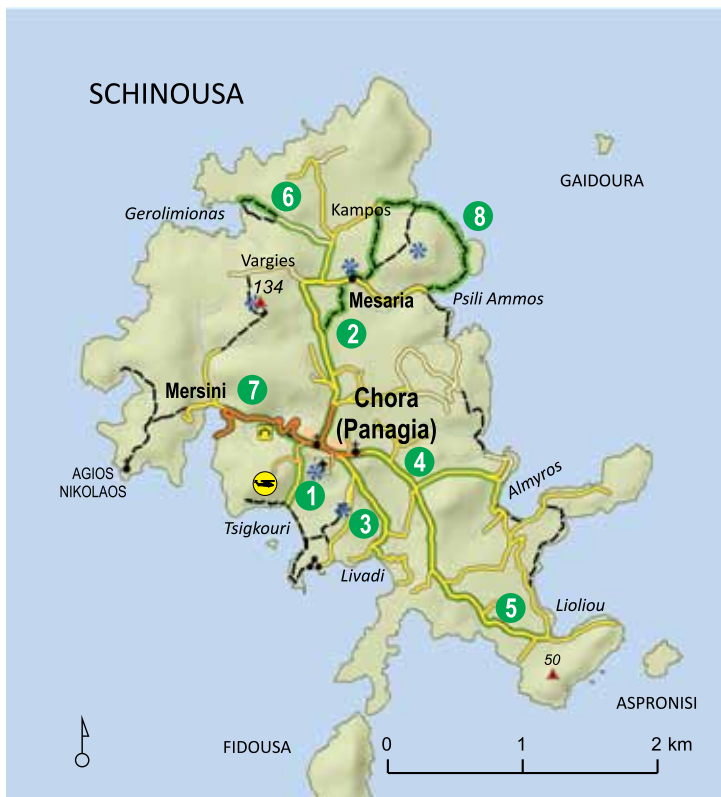 SCHINOUSA
GAIDOURA
6
Gerolimionas
Kampos
8
Vargies
134
Mesaria
Psili Ammos
2
Mersini
7
Chora
(Panagia)
4
AGIOS
NIKOLAOS
Almyros
1
3
Tsigkouri
Livadi
5
Lioliou
50
ASPRONISI
FIDOUSA
0 1 2 km